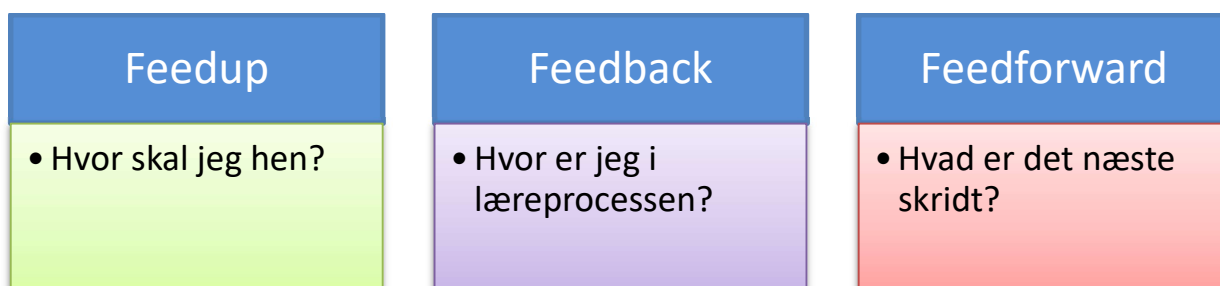 Feedup
• Hvor skal jeg hen?
Feedback
• Hvor er jeg i
læreprocessen?
Feedforward
• Hvad er det næste
skridt?